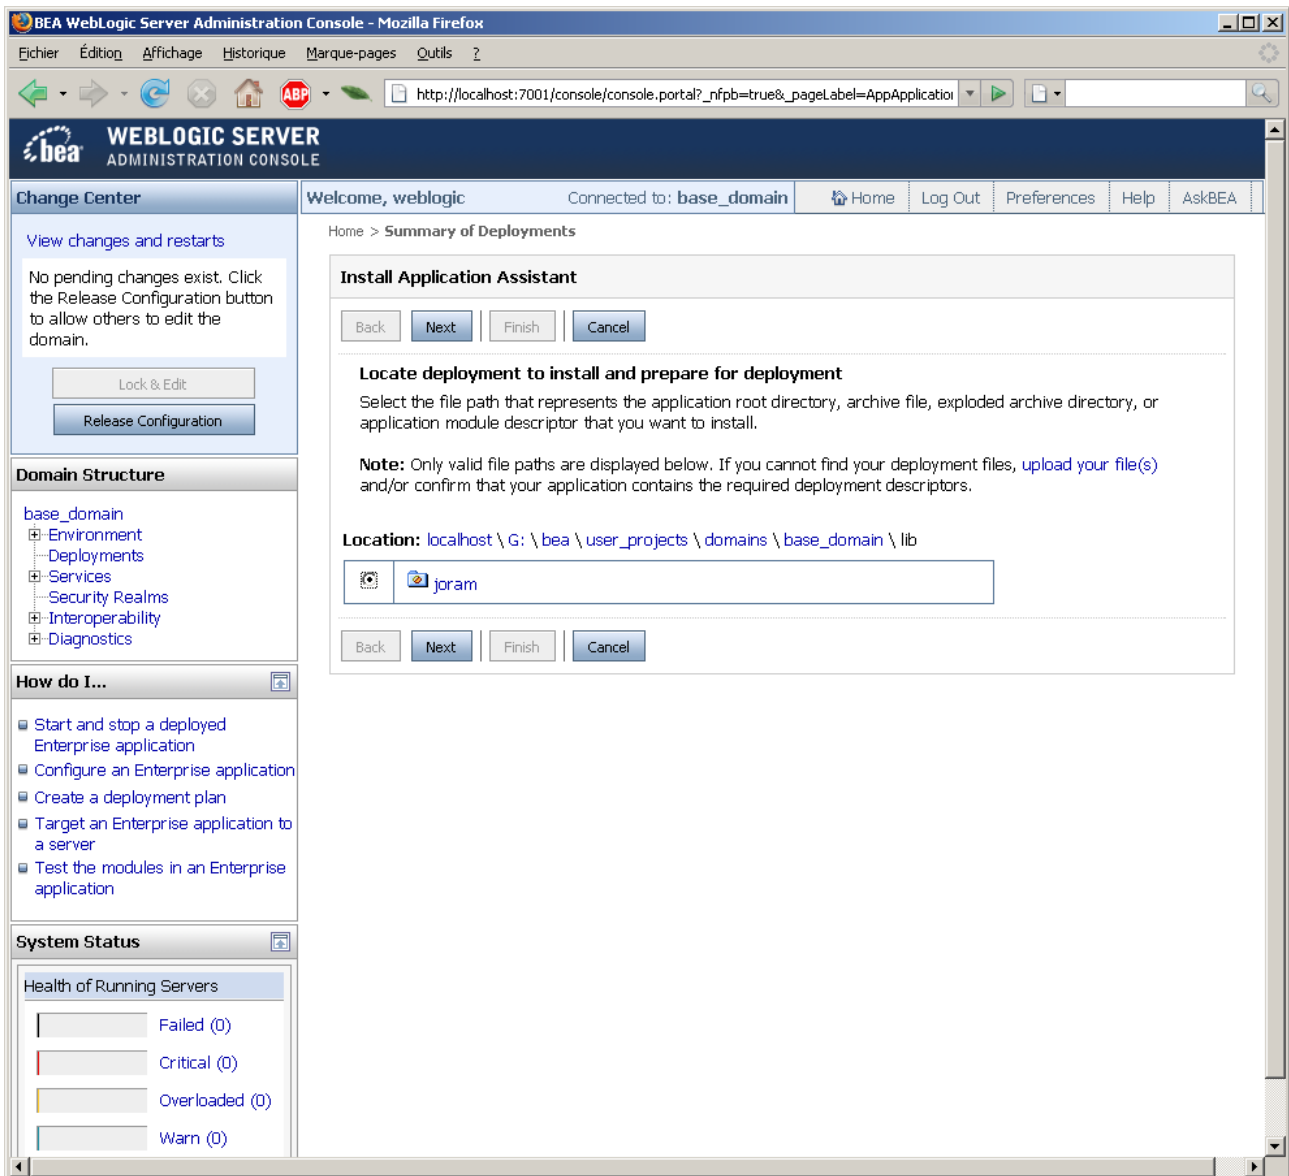 BEA WebLogic Server Administration Console - Mozilla Firefox
Fichier Édition Affichage Historique Marque-pages Outils ?
ABP http://localhost:7001/console/console.portal?_nfpb=true&_pageLabel=AppApplication
bea WEBLOGIC SERVER
ADMINISTRATION CONSOLE
Change Center
View changes and restarts
No pending changes exist. Click
the Release Configuration button
to allow others to edit the
domain.
Lock & Edit
Release Configuration
Domain Structure
base_domain
Environment
Deployments
Services
Security Realms
Interoperability
Diagnostics
How do I...
Start and stop a deployed
Enterprise application
Configure an Enterprise application
Create a deployment plan
Target an Enterprise application to
a server
Test the modules in an Enterprise
application
System Status
Health of Running Servers
Failed (0)
Critical (0)
Overloaded (0)
Warn (0)
Welcome, weblogic Connected to: base_domain Home Log Out Preferences Help AskBEA
Home > Summary of Deployments
Install Application Assistant
Back Next Finish Cancel
Locate deployment to install and prepare for deployment
Select the file path that represents the application root directory, archive file, exploded archive directory, or
application module descriptor that you want to install.
Note: Only valid file paths are displayed below. If you cannot find your deployment files, upload your file(s)
and/or confirm that your application contains the required deployment descriptors.
Location: localhost \ G: \ bea \ user_projects \ domains \ base_domain \ lib
joram
Back Next Finish Cancel